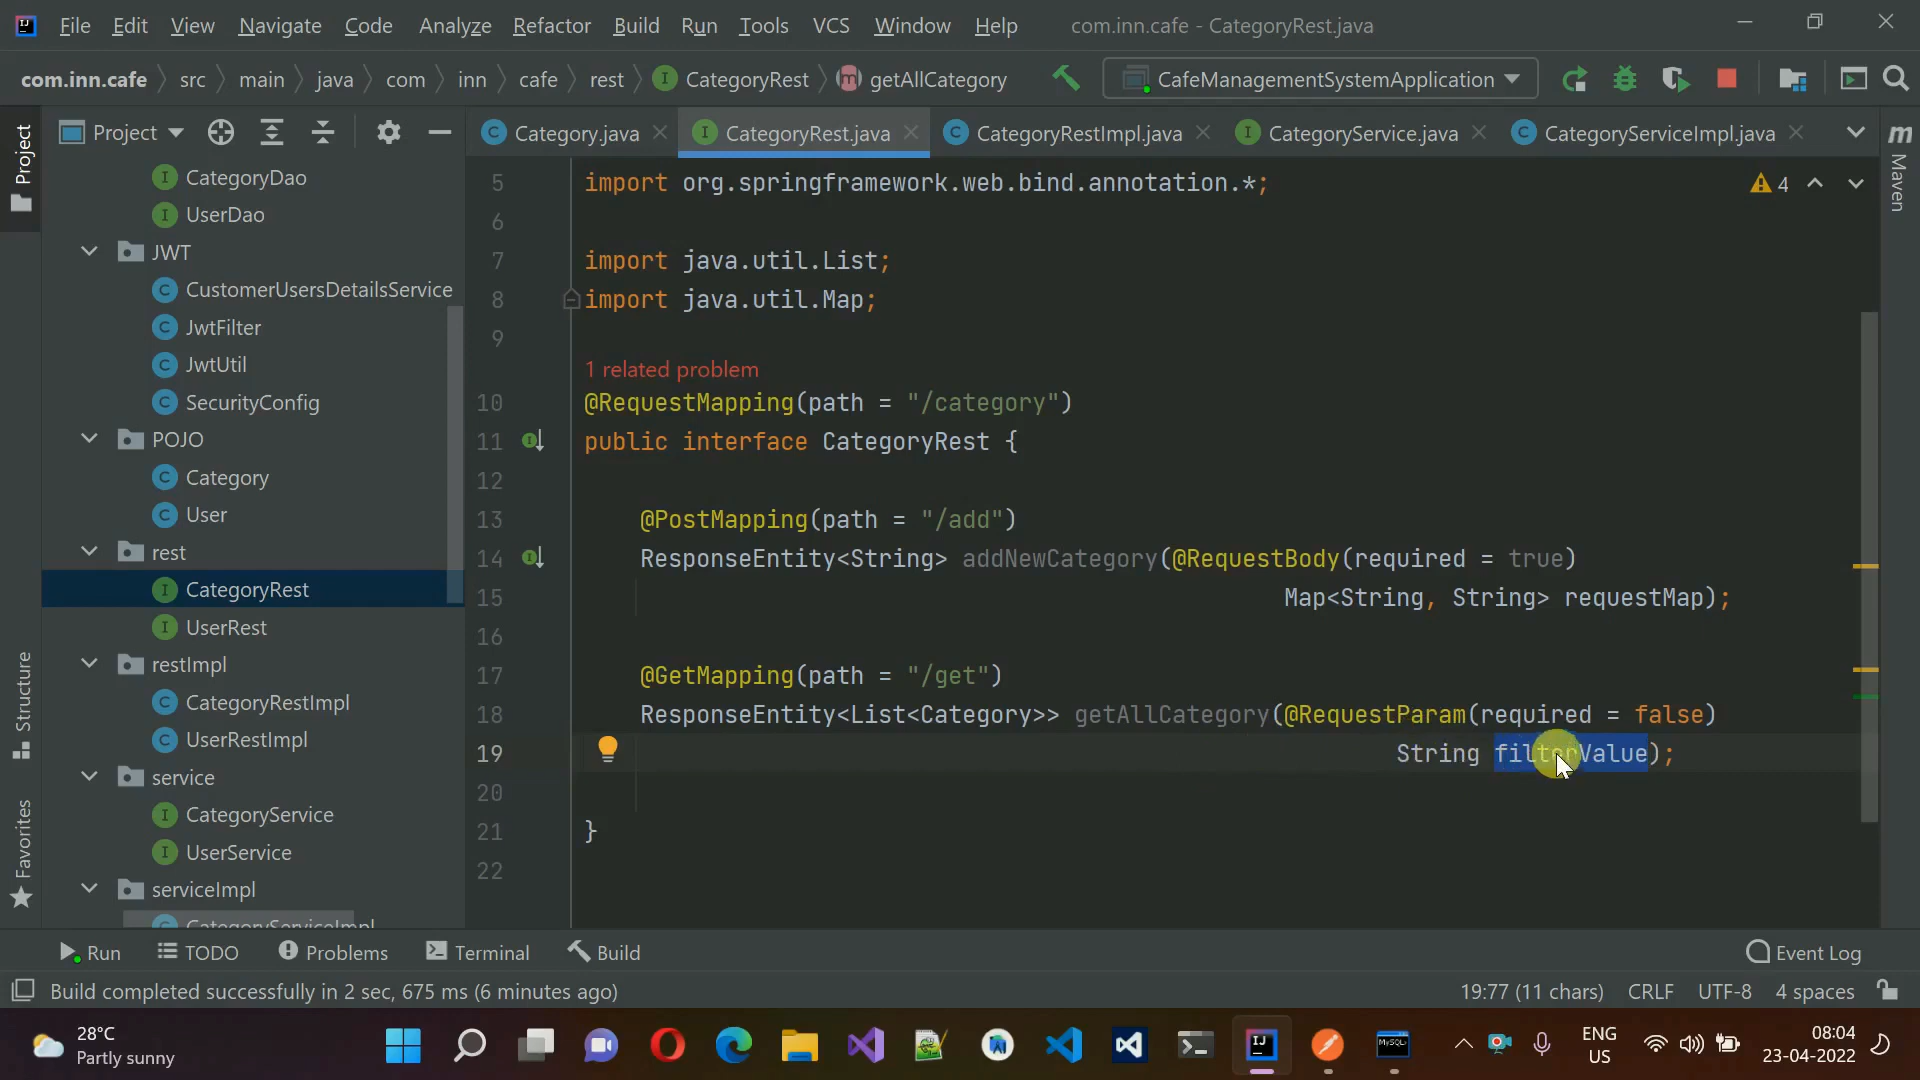 File Edit View Navigate Code Analyze Refactor Build Run Tools VCS Window Help com.inn.cafe - CategoryRest.java
com.inn.cafe src main java com inn cafe rest CategoryRest getAllCategory CafeManagementSystemApplication
Project
Category.java CategoryRest.java CategoryRestImpl.java CategoryService.java CategoryServiceImpl.java
Project
Structure
Favorites
Maven
CategoryDao
UserDao
JWT
CustomerUsersDetailsService
JwtFilter
JwtUtil
SecurityConfig
POJO
Category
User
rest
CategoryRest
UserRest
restImpl
CategoryRestImpl
UserRestImpl
service
CategoryService
UserService
serviceImpl
CategoryServiceImpl
4
5 import org.springframework.web.bind.annotation.*;
6
7 import java.util.List;
8 import java.util.Map;
9
1 related problem
10 @RequestMapping(path = "/category")
11 public interface CategoryRest {
12
13 @PostMapping(path = "/add")
14 ResponseEntity<String> addNewCategory(@RequestBody(required = true)
15 Map<String, String> requestMap);
16
17 @GetMapping(path = "/get")
18 ResponseEntity<List<Category>> getAllCategory(@RequestParam(required = false)
19 String filterValue);
20
21 }
22
Run TODO Problems Terminal Build Event Log
Build completed successfully in 2 sec, 675 ms (6 minutes ago) 19:77 (11 chars) CRLF UTF-8 4 spaces
28°C
Partly sunny
MySQL
ENG
US
08:04
23-04-2022